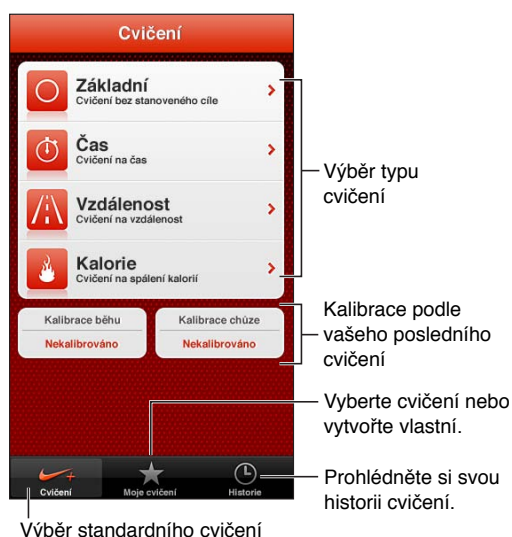 Cvičení
Základní
Cvičení bez stanoveného cíle
Čas
Cvičení na čas
Vzdálenost
Cvičení na vzdálenost
Kalorie
Cvičení na spálení kalorií
Výběr typu
cvičení
Kalibrace běhu
Nekalibrováno
Kalibrace chůze
Nekalibrováno
Kalibrace podle
vašeho posledního
cvičení
Vyberte cvičení nebo
vytvořte vlastní.
Cvičení
Moje cvičení
Historie
Prohlédněte si svou
historii cvičení.
Výběr standardního cvičení